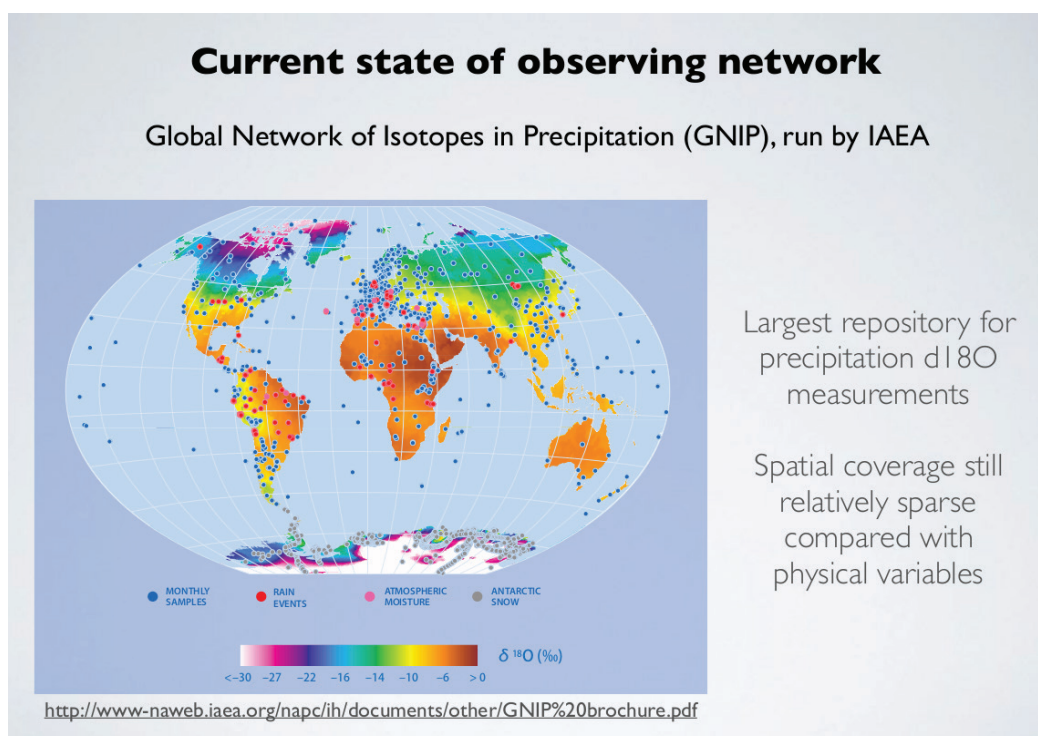 Current state of observing network
Global Network of Isotopes in Precipitation (GNIP), run by IAEA
Largest repository for
precipitation d18O
measurements
Spatial coverage still
relatively sparse
compared with
physical variables
MONTHLY
SAMPLES
RAIN
EVENTS
ATMOSPHERIC
MOISTURE
ANTARCTIC
SNOW
δ ¹⁸O (‰)
<–30 –27 –22 –16 –14 –10 –6 >0
http://www-naweb.iaea.org/napc/ih/documents/other/GNIP%20brochure.pdf